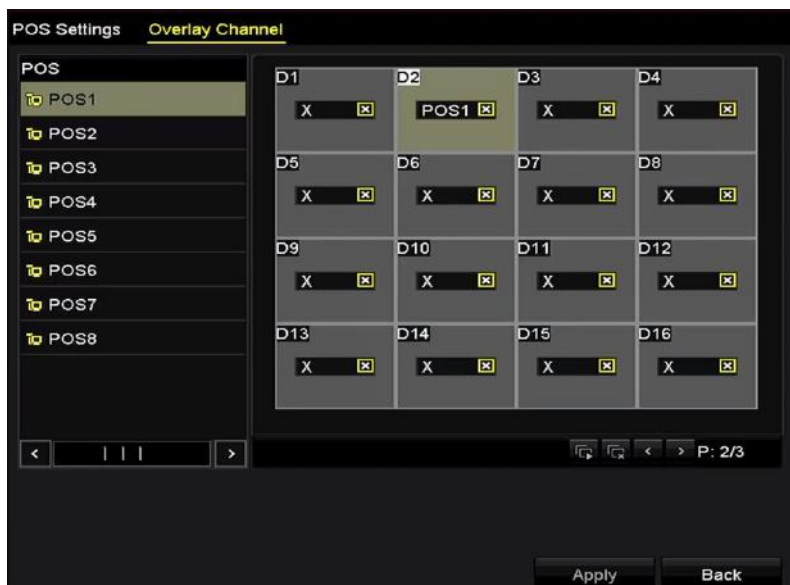 POS Settings Overlay Channel
POS
POS1
POS2
POS3
POS4
POS5
POS6
POS7
POS8
D1 D2 D3 D4
X POS1 X X
D5 D6 D7 D8
X X X X
D9 D10 D11 D12
X X X X
D13 D14 D15 D16
X X X X
P: 2/3
Apply Back